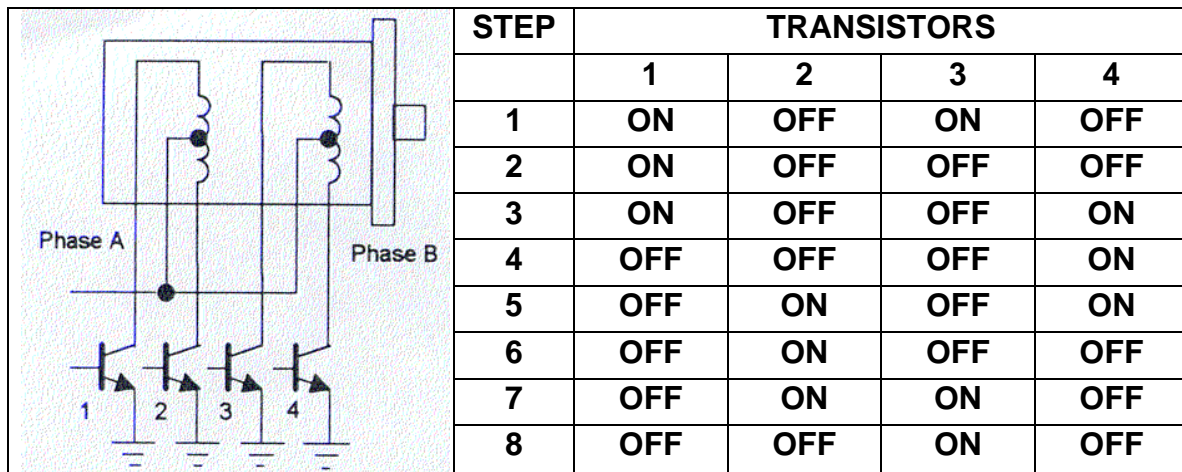 STEP TRANSISTORS
1 2 3 4
1 ON OFF ON OFF
2 ON OFF OFF OFF
3 ON OFF OFF ON
4 OFF OFF OFF ON
5 OFF ON OFF ON
6 OFF ON OFF OFF
7 OFF ON ON OFF
8 OFF OFF ON OFF
Phase A
Phase B
1 2 3 4